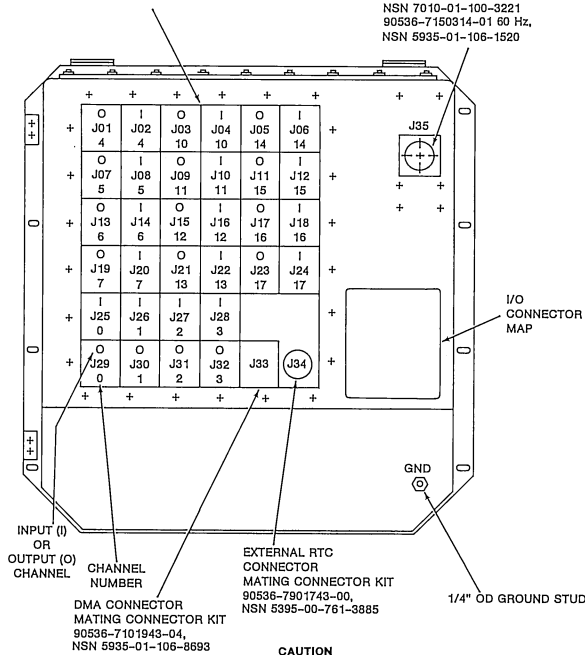 NSN 7010-01-100-3221
90536-7150314-01 60 Hz,
NSN 5935-01-106-1520
J35
O I O I O I
J01 J02 J03 J04 J05 J06
4 4 10 10 14 14
O I O I O I
J07 J08 J09 J10 J11 J12
5 5 11 11 15 15
O I O I O I
J13 J14 J15 J16 J17 J18
6 6 12 12 16 16
O I O I O I
J19 J20 J21 J22 J23 J24
7 7 13 13 17 17
I I I I
J25 J26 J27 J28
0 1 2 3
O O O O
J29 J30 J31 J32 J33 J34
0 1 2 3
I/O
CONNECTOR
MAP
GND
INPUT (I)
OR
OUTPUT (O)
CHANNEL
CHANNEL
NUMBER
DMA CONNECTOR
MATING CONNECTOR KIT
90536-7101943-04,
NSN 5935-01-106-8693
EXTERNAL RTC
CONNECTOR
MATING CONNECTOR KIT
90536-7901743-00,
NSN 5395-00-761-3885
1/4" OD GROUND STUD
CAUTION